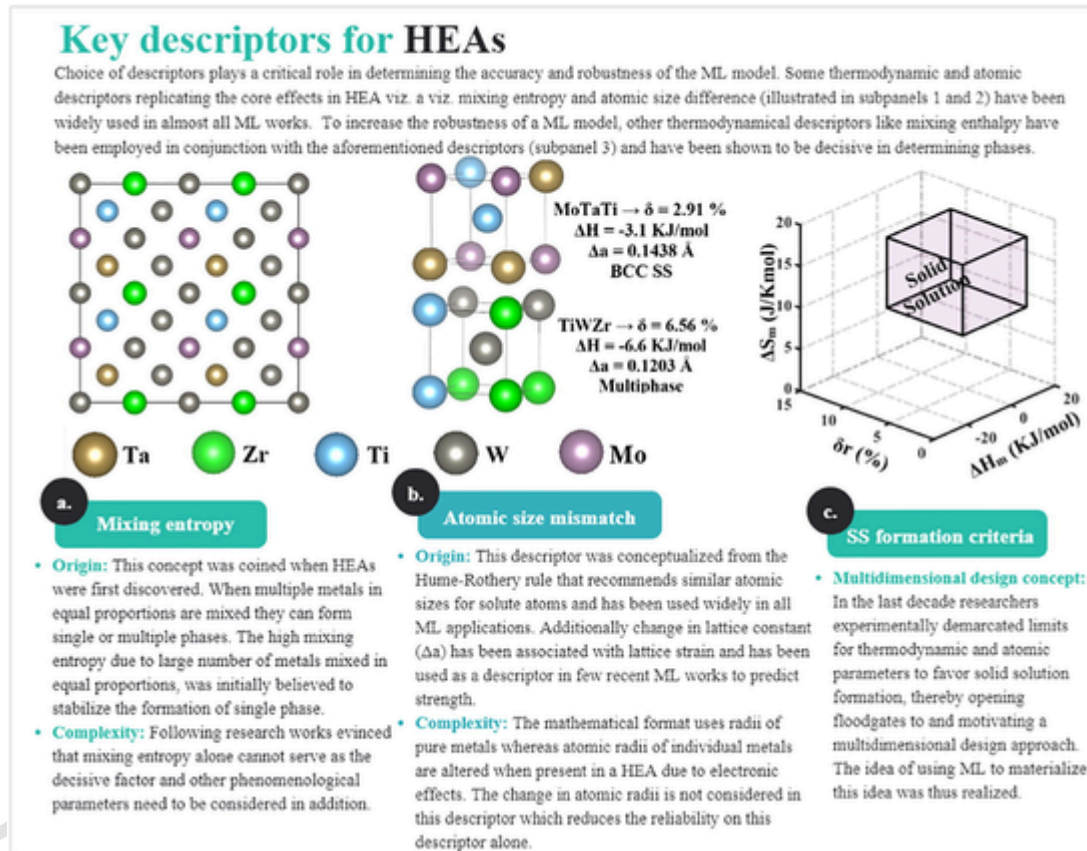 Key descriptors for HEAs
Choice of descriptors plays a critical role in determining the accuracy and robustness of the ML model. Some thermodynamic and atomic
descriptors replicating the core effects in HEA viz. a viz. mixing entropy and atomic size difference (illustrated in subpanels 1 and 2) have been
widely used in almost all ML works. To increase the robustness of a ML model, other thermodynamical descriptors like mixing enthalpy have
been employed in conjunction with the aforementioned descriptors (subpanel 3) and have been shown to be decisive in determining phases.
MoTaTi → δ = 2.91 %
ΔH = -3.1 KJ/mol
Δa = 0.1438 Å
BCC SS
TiWZr → δ = 6.56 %
ΔH = -6.6 KJ/mol
Δa = 0.1203 Å
Multiphase
20
15
10
5
0
ΔSₘ (J/Kmol)
Solid
Solution
15
10
5
0
δr (%)
-20
0
20
ΔHₘ (KJ/mol)
Ta
Zr
Ti
W
Mo
a.
Mixing entropy
• Origin: This concept was coined when HEAs
were first discovered. When multiple metals in
equal proportions are mixed they can form
single or multiple phases. The high mixing
entropy due to large number of metals mixed in
equal proportions, was initially believed to
stabilize the formation of single phase.
• Complexity: Following research works evinced
that mixing entropy alone cannot serve as the
decisive factor and other phenomenological
parameters need to be considered in addition.
b.
Atomic size mismatch
• Origin: This descriptor was conceptualized from the
Hume-Rothery rule that recommends similar atomic
sizes for solute atoms and has been used widely in all
ML applications. Additionally change in lattice constant
(Δa) has been associated with lattice strain and has been
used as a descriptor in few recent ML works to predict
strength.
• Complexity: The mathematical format uses radii of
pure metals whereas atomic radii of individual metals
are altered when present in a HEA due to electronic
effects. The change in atomic radii is not considered in
this descriptor which reduces the reliability on this
descriptor alone.
c.
SS formation criteria
• Multidimensional design concept:
In the last decade researchers
experimentally demarcated limits
for thermodynamic and atomic
parameters to favor solid solution
formation, thereby opening
floodgates to and motivating a
multidimensional design approach.
The idea of using ML to materialize
this idea was thus realized.